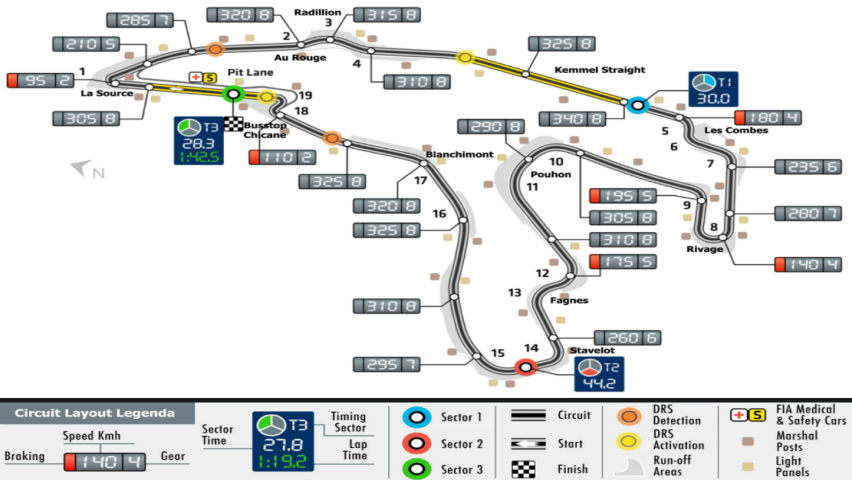 320 8
Radillion
3
315 8
285 7
2
Au Rouge
4
325 8
210 5
310 8
Kemmel Straight
1
95 2
S
Pit Lane
T1
30.0
La Source
19
18
305 8
340 8
180 4
T3
28.3
1:42.5
Busstop
Chicane
290 8
5
Les Combes
6
110 2
Blanchimont
10
7
235 6
N
325 8
17
Pouhon
11
195 5
9
320 8
16
305 8
8
280 7
325 8
310 8
Rivage
12
175 5
140 4
13
Fagnes
310 8
260 6
15
14
Stavelot
295 7
T2
44.2
Circuit Layout Legenda
Speed Kmh
Braking
140 4
Gear
Sector
Time
T3
27.8
1:19.2
Timing
Sector
Lap
Time
Sector 1
Sector 2
Sector 3
Circuit
Start
Finish
DRS
Detection
DRS
Activation
Run-off
Areas
S
FIA Medical
& Safety Cars
Marshal
Posts
Light
Panels